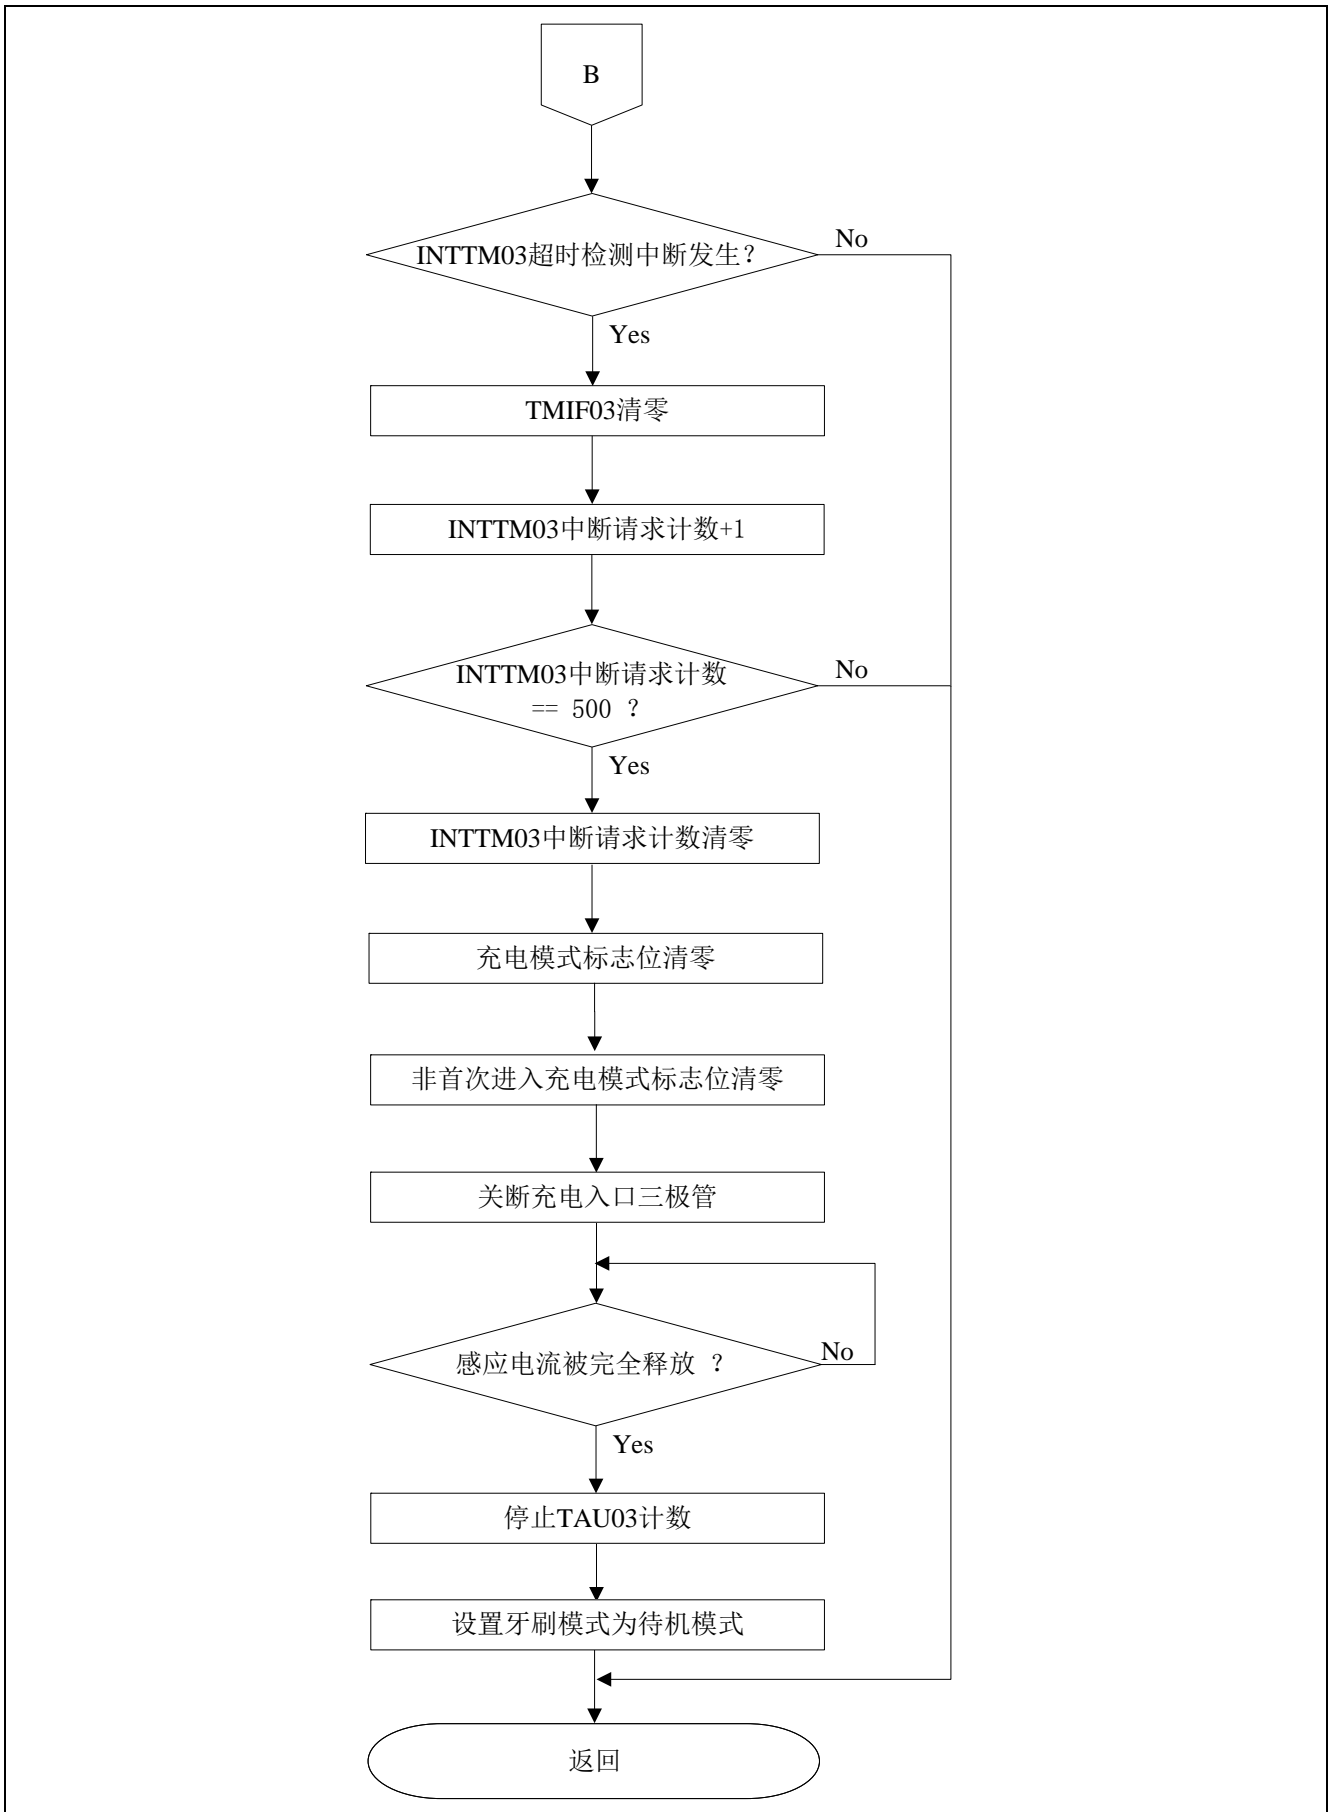 B
INTTM03超时检测中断发生？
No
Yes
TMIF03清零
INTTM03中断请求计数+1
INTTM03中断请求计数
== 500 ？
No
Yes
INTTM03中断请求计数清零
充电模式标志位清零
非首次进入充电模式标志位清零
关断充电入口三极管
感应电流被完全释放 ？
No
Yes
停止TAU03计数
设置牙刷模式为待机模式
返回